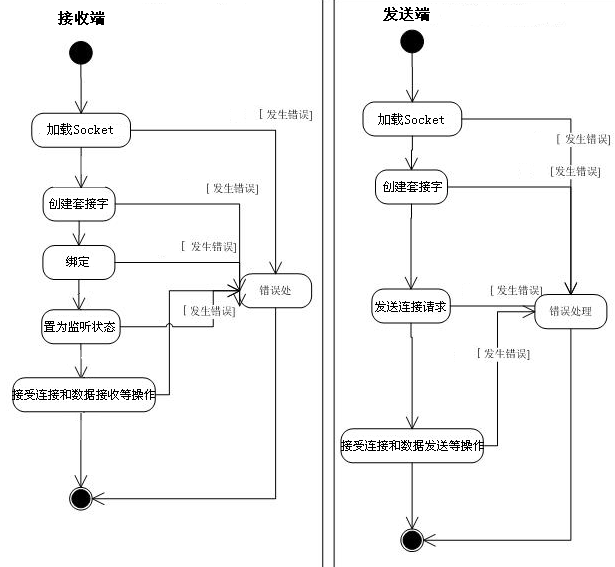 接收端
加载Socket
[ 发生错误]
创建套接字
[ 发生错误]
绑定
[ 发生错误]
错误处
[ 发生错误]
置为监听状态
接受连接和数据接收等操作
发送端
加载Socket
[ 发生错误]
[发生错误]
创建套接字
[ 发生错误]
发送连接请求
错误处理
[ 发生错误]
接受连接和数据发送等操作